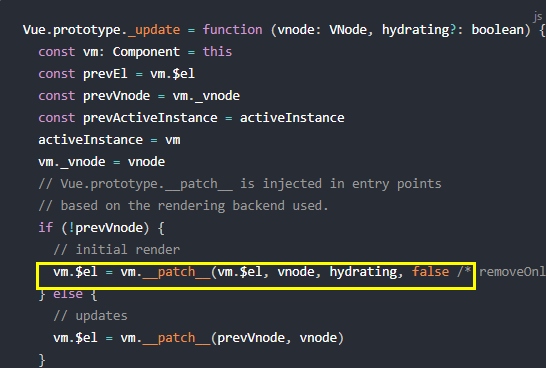 js
Vue.prototype._update = function (vnode: VNode, hydrating?: boolean) {
const vm: Component = this
const prevEl = vm.$el
const prevVnode = vm._vnode
const prevActiveInstance = activeInstance
activeInstance = vm
vm._vnode = vnode
// Vue.prototype.__patch__ is injected in entry points
// based on the rendering backend used.
if (!prevVnode) {
// initial render
vm.$el = vm.__patch__(vm.$el, vnode, hydrating, false /* removeOnl
} else {
// updates
vm.$el = vm.__patch__(prevVnode, vnode)
}